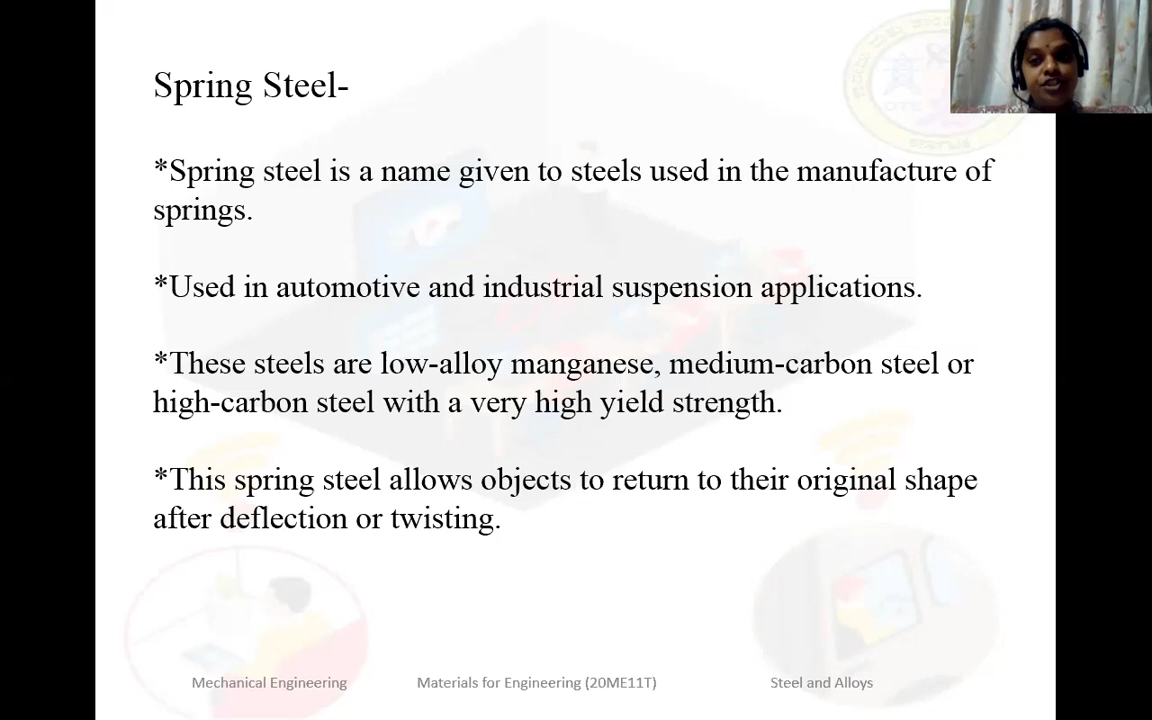 Spring Steel-
*Spring steel is a name given to steels used in the manufacture of
springs.
*Used in automotive and industrial suspension applications.
*These steels are low-alloy manganese, medium-carbon steel or
high-carbon steel with a very high yield strength.
*This spring steel allows objects to return to their original shape
after deflection or twisting.
Mechanical Engineering
Materials for Engineering (20ME11T)
Steel and Alloys